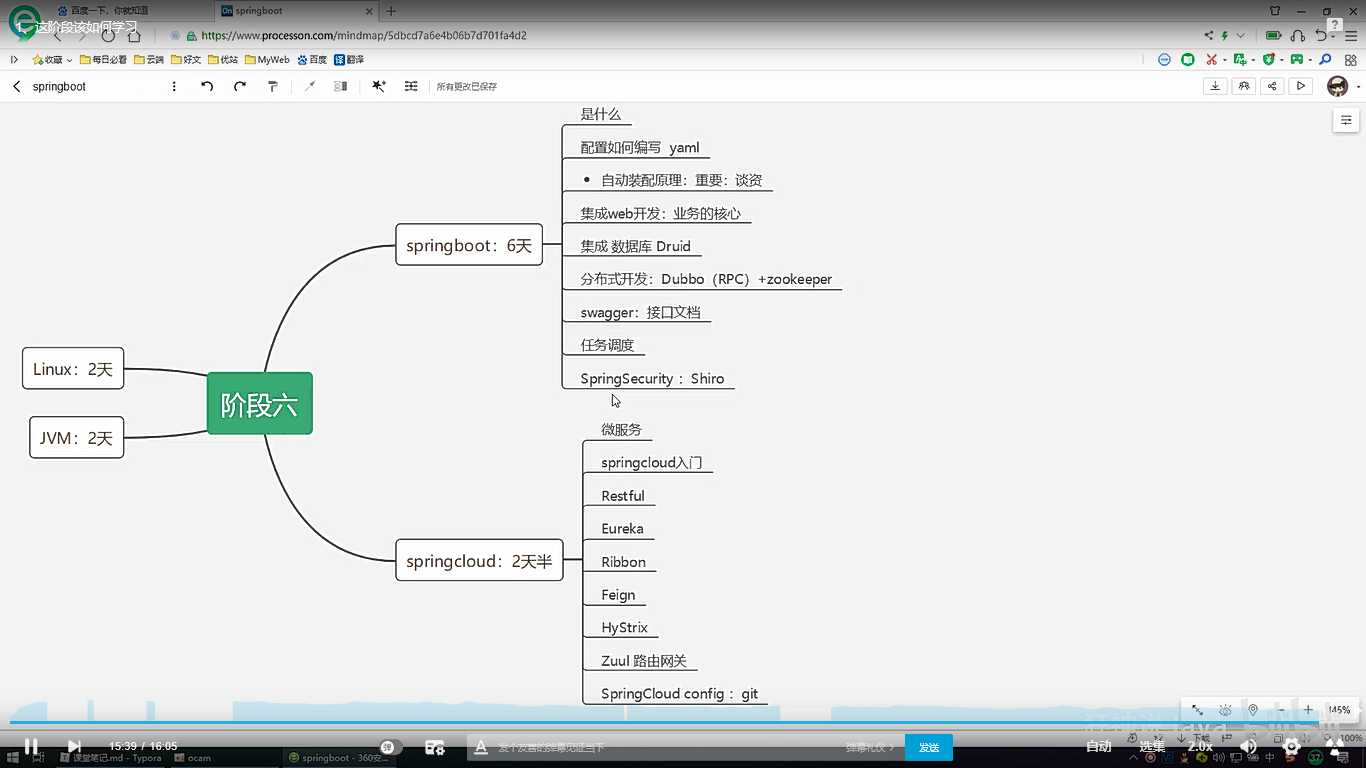 百度一下，你就知道
springboot
1、这阶段该如何学习
https://www.processon.com/mindmap/5dbcd7a6e4b06b7d701fa4d2
收藏 每日必看 云端 好文 优站 MyWeb 百度 翻译
springboot
所有更改已保存
是什么
配置如何编写 yaml
自动装配原理：重要：谈资
集成web开发：业务的核心
springboot：6天
集成 数据库 Druid
分布式开发：Dubbo（RPC）+zookeeper
swagger：接口文档
任务调度
SpringSecurity ：Shiro
Linux：2天
阶段六
JVM：2天
微服务
springcloud入门
Restful
Eureka
springcloud：2天半
Ribbon
Feign
HyStrix
Zuul 路由网关
SpringCloud config ：git
145%
15:39 / 16:05
弹
发个友善的弹幕见证当下
弹幕礼仪
发送
自动 选集 2.0x
100%
课堂笔记.md - Typora
ocam
springboot - 360安...
下载
中
37